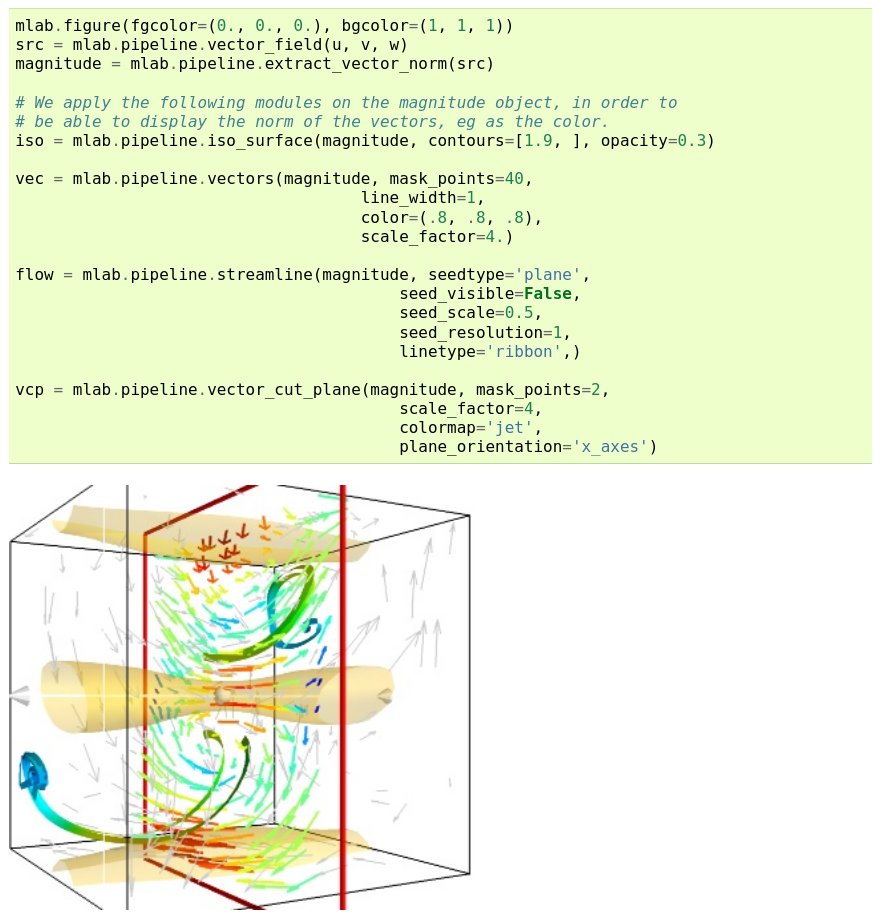 mlab.figure(fgcolor=(0., 0., 0.), bgcolor=(1, 1, 1))
src = mlab.pipeline.vector_field(u, v, w)
magnitude = mlab.pipeline.extract_vector_norm(src)
# We apply the following modules on the magnitude object, in order to
# be able to display the norm of the vectors, eg as the color.
iso = mlab.pipeline.iso_surface(magnitude, contours=[1.9, ], opacity=0.3)
vec = mlab.pipeline.vectors(magnitude, mask_points=40,
line_width=1,
color=(.8, .8, .8),
scale_factor=4.)
flow = mlab.pipeline.streamline(magnitude, seedtype='plane',
seed_visible=False,
seed_scale=0.5,
seed_resolution=1,
linetype='ribbon',)
vcp = mlab.pipeline.vector_cut_plane(magnitude, mask_points=2,
scale_factor=4,
colormap='jet',
plane_orientation='x_axes')